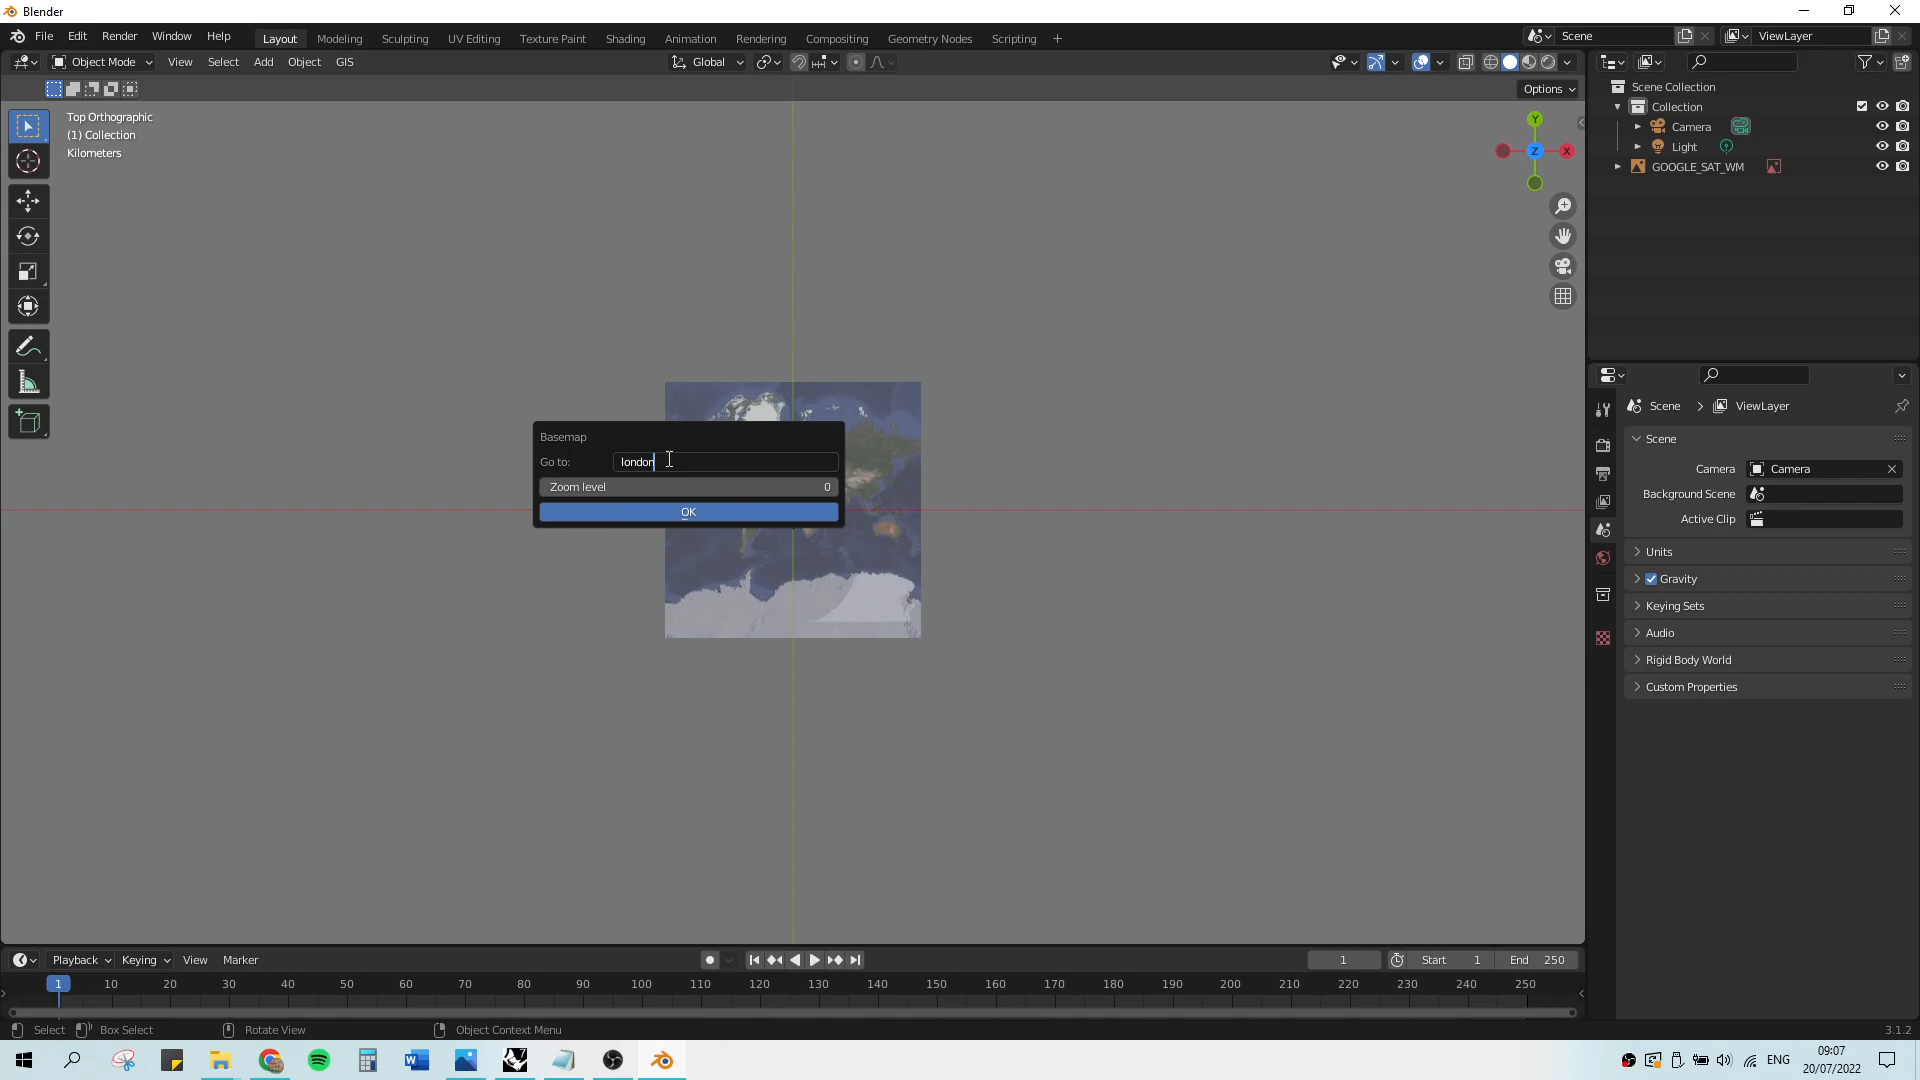 Blender
File Edit Render Window Help Layout Modeling Sculpting UV Editing Texture Paint Shading Animation Rendering Compositing Geometry Nodes Scripting + Scene ViewLayer
Object Mode View Select Add Object GIS Global
Options
Top Orthographic
(1) Collection
Kilometers
Y
Z X
Scene Collection
Collection
Camera
Light
GOOGLE_SAT_WM
Basemap
Go to: london
Zoom level 0
OK
Scene > ViewLayer
Scene
Camera Camera
Background Scene
Active Clip
Units
Gravity
Keying Sets
Audio
Rigid Body World
Custom Properties
Playback Keying View Marker 1 Start 1 End 250
1 10 20 30 40 50 60 70 80 90 100 110 120 130 140 150 160 170 180 190 200 210 220 230 240 250
Select Box Select Rotate View Object Context Menu 3.1.2
ENG 09:07
20/07/2022